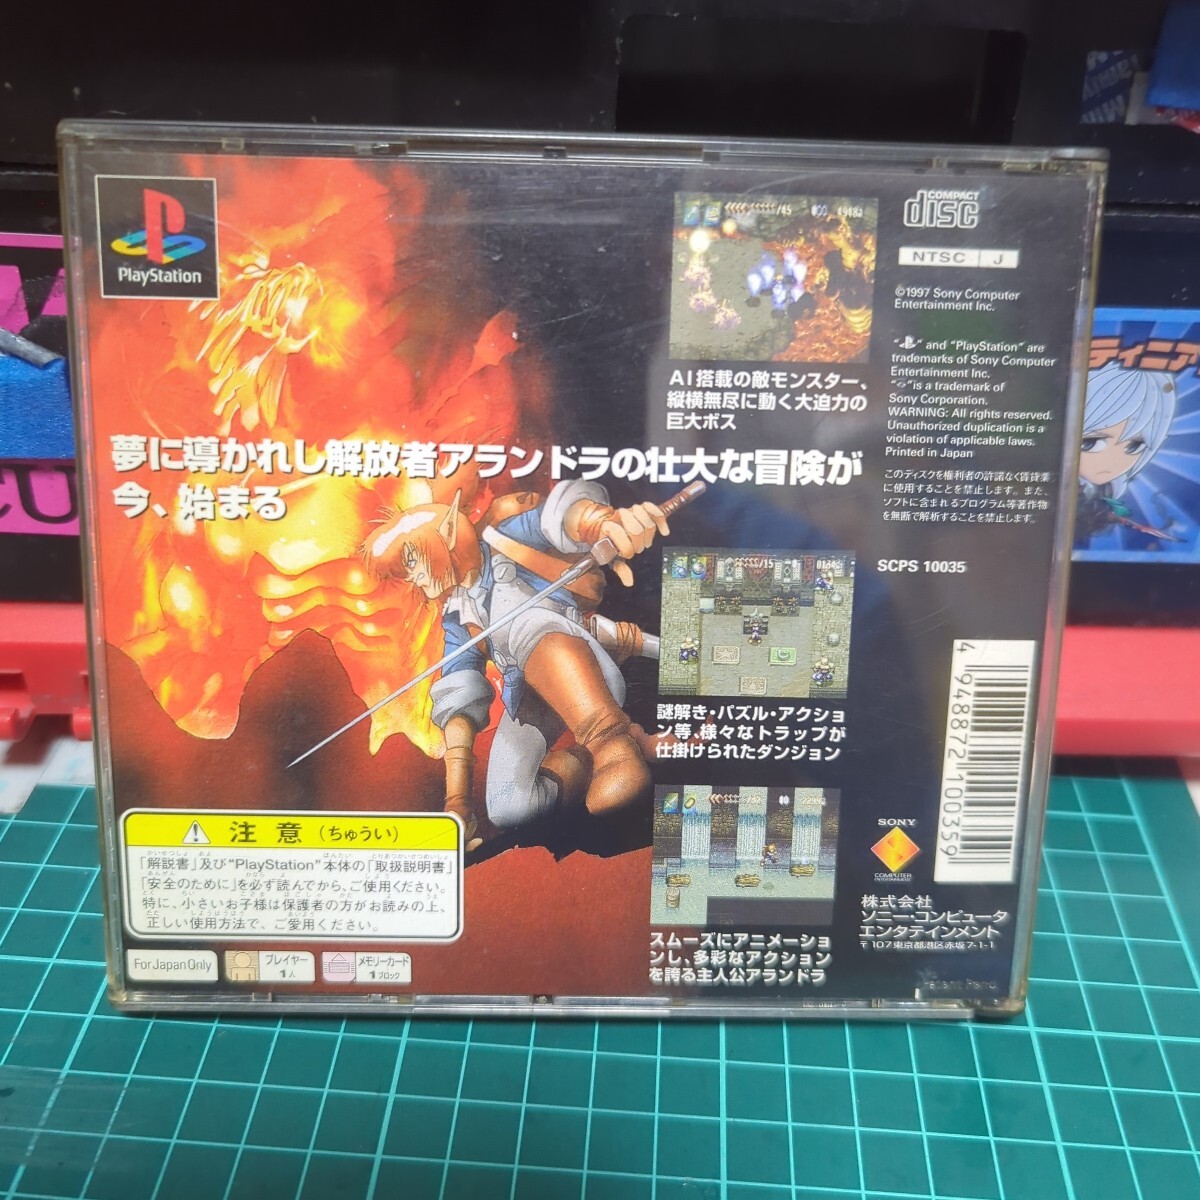 PlayStation
夢に導かれし解放者アランドラの壮大な冒険が
今、始まる
AI搭載の敵モンスター、
縦横無尽に動く大迫力の
巨大ボス
謎解き・パズル・アクショ
ン等、様々なトラップが
仕掛けられたダンジョン
スムーズにアニメーショ
ンし、多彩なアクション
を誇る主人公アランドラ
COMPACT
disc
NTSC J
©1997 Sony Computer
Entertainment Inc.
" " and "PlayStation" are
trademarks of Sony Computer
Entertainment Inc.
" "is a trademark of
Sony Corporation.
WARNING: All rights reserved.
Unauthorized duplication is a
violation of applicable laws.
Printed in Japan
このディスクを権利者の許諾なく賃貸業
に使用することを禁止します。また、
ソフトに含まれるプログラム等著作物
を無断で解析することを禁止します。
SCPS 10035
4 948872 100359
SONY
COMPUTER
ENTERTAINMENT
株式会社
ソニー・コンピュータ
エンタテインメント
〒107 東京都港区赤坂7-1-1
注意（ちゅうい）
「解説書」及び"PlayStation"本体の「取扱説明書」
「安全のために」を必ず読んでから、ご使用ください。
特に、小さいお子様は保護者の方がお読みの上、
正しい使用方法で、ご愛用ください。
For Japan Only
プレイヤー
1人
メモリーカード
1ブロック
ティニア